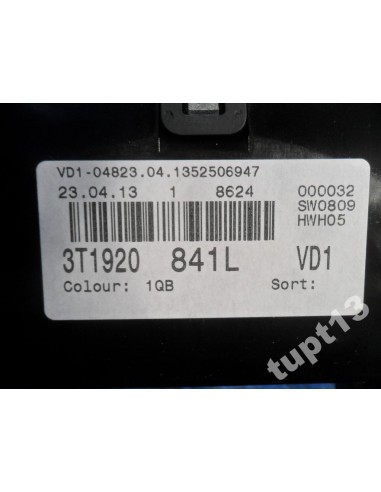 VD1-04823.04.1352506947
23.04.13 1 8624 000032
SW0809
HWH05
3T1920 841L VD1
Colour: 1QB Sort:
tupt13